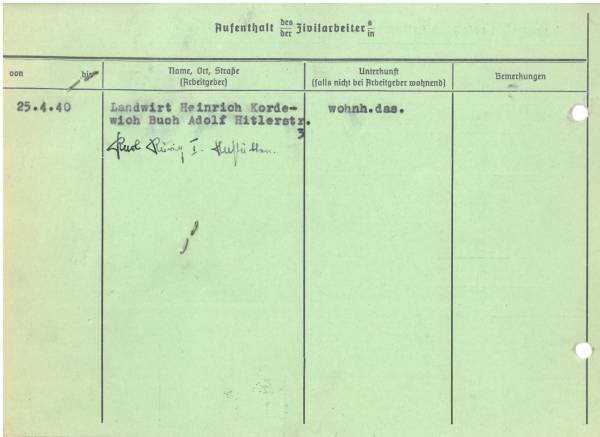 Aufenthalt des/der Zivilarbeiters/in
von bis
Name, Ort, Straße
(Arbeitgeber)
Unterkunft
(falls nicht bei Arbeitgeber wohnend)
Bemerkungen
25.4.40
Landwirt Heinrich Korde-
wich Buch Adolf Hitlerstr.
3
wohnh.das.
Karl I.